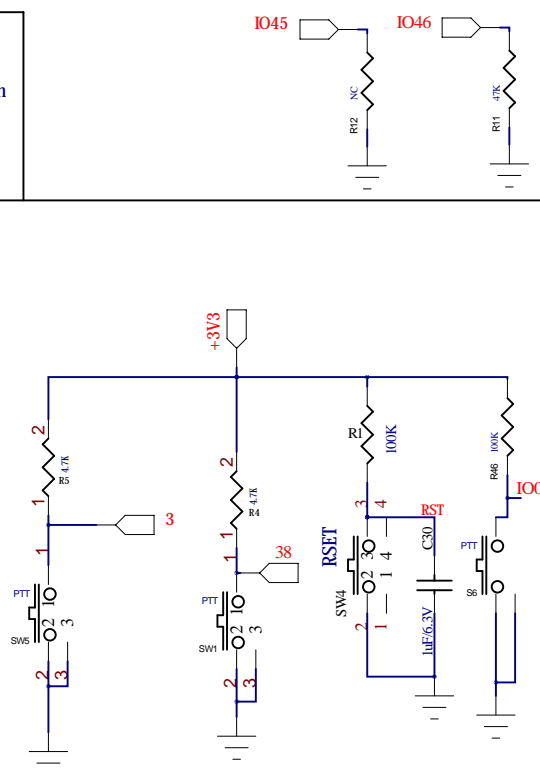 IO45
IO46
NC
R12
47K
R11
+3V3
2
4.7K
R5
1
3
1
PTT
1
2
3
SW5
2
3
2
4.7K
R4
1
38
1
PTT
1
2
3
SW1
2
3
R1
100K
3
4
RST
RSET
3
4
2
1
SW4
2
1
C30
1uF/6.3V
100K
R46
IO0
PTT
S6